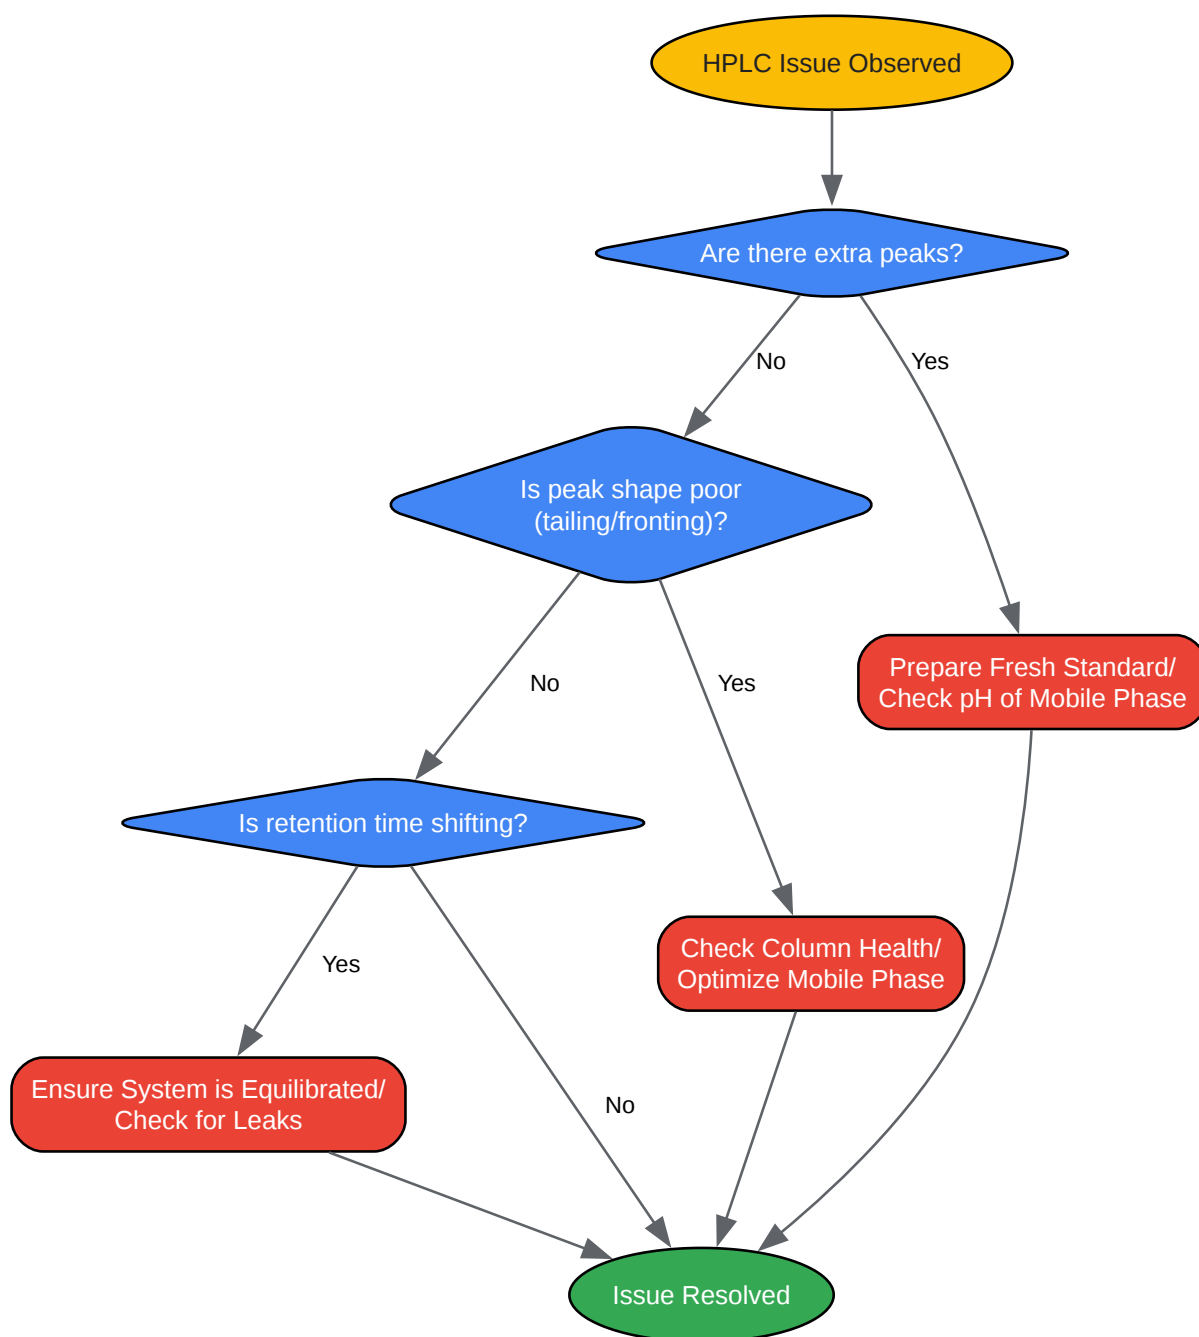 HPLC Issue Observed
Are there extra peaks?
No
Yes
Is peak shape poor
(tailing/fronting)?
No
Yes
Prepare Fresh Standard/
Check pH of Mobile Phase
Is retention time shifting?
Yes
No
Check Column Health/
Optimize Mobile Phase
Ensure System is Equilibrated/
Check for Leaks
Issue Resolved